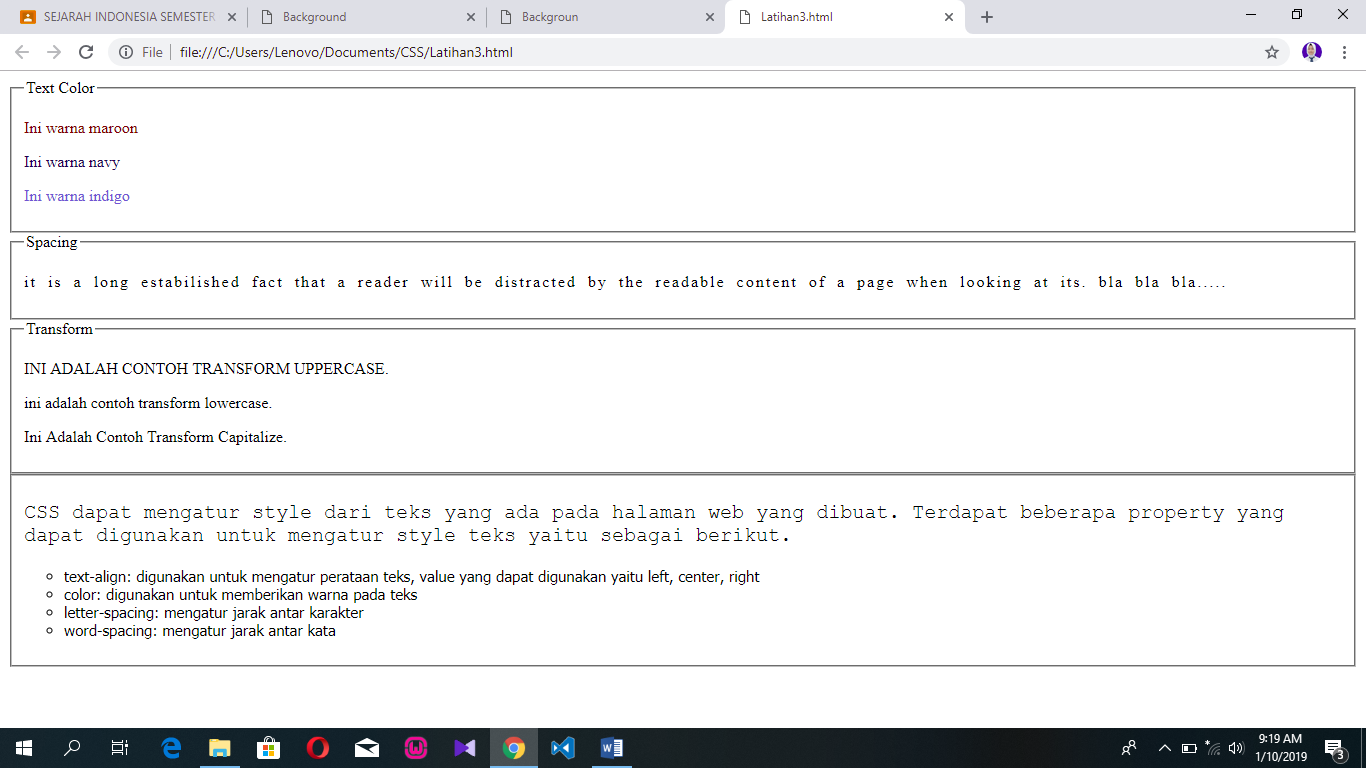 SEJARAH INDONESIA SEMESTER
Background
Backgroun
Latihan3.html
File
file:///C:/Users/Lenovo/Documents/CSS/Latihan3.html
Text Color
Ini warna maroon
Ini warna navy
Ini warna indigo
Spacing
it is a long estabilished fact that a reader will be distracted by the readable content of a page when looking at its. bla bla bla.....
Transform
INI ADALAH CONTOH TRANSFORM UPPERCASE.
ini adalah contoh transform lowercase.
Ini Adalah Contoh Transform Capitalize.
CSS dapat mengatur style dari teks yang ada pada halaman web yang dibuat. Terdapat beberapa property yang
dapat digunakan untuk mengatur style teks yaitu sebagai berikut.
text-align: digunakan untuk mengatur perataan teks, value yang dapat digunakan yaitu left, center, right
color: digunakan untuk memberikan warna pada teks
letter-spacing: mengatur jarak antar karakter
word-spacing: mengatur jarak antar kata
9:19 AM
1/10/2019
3